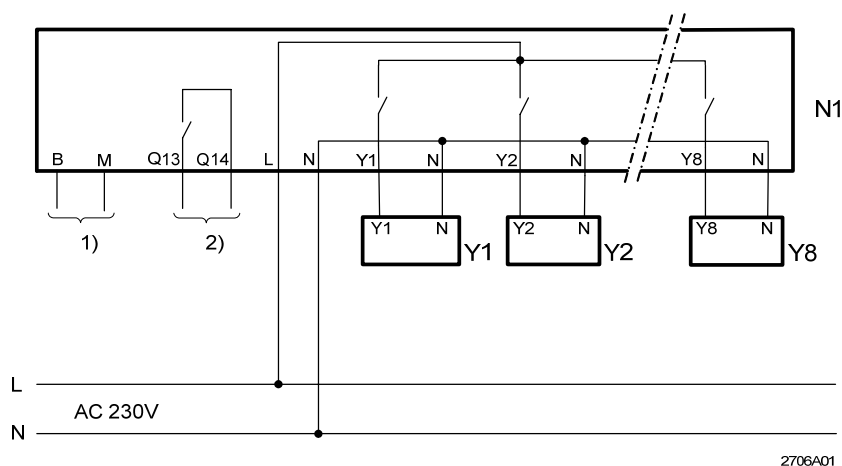 N1
B M Q13 Q14 L N Y1 N Y2 N Y8 N
1) 2)
Y1 N Y1 Y2 N Y2 Y8 N Y8
L
AC 230V
N
2706A01